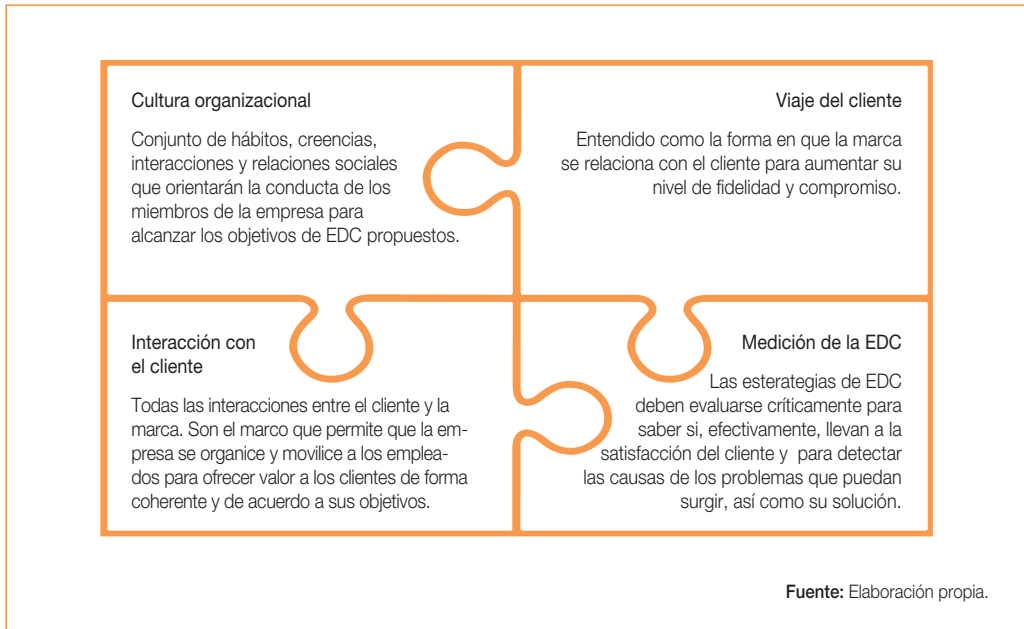 Cultura organizacional
Conjunto de hábitos, creencias,
interacciones y relaciones sociales
que orientarán la conducta de los
miembros de la empresa para
alcanzar los objetivos de EDC propuestos.
Viaje del cliente
Entendido como la forma en que la marca
se relaciona con el cliente para aumentar su
nivel de fidelidad y compromiso.
Interacción con
el cliente
Todas las interacciones entre el cliente y la
marca. Son el marco que permite que la em-
presa se organice y movilice a los emplea-
dos para ofrecer valor a los clientes de forma
coherente y de acuerdo a sus objetivos.
Medición de la EDC
Las esterategias de EDC
deben evaluarse críticamente para
saber si, efectivamente, llevan a la
satisfacción del cliente y  para detectar
las causas de los problemas que puedan
surgir, así como su solución.
Fuente: Elaboración propia.